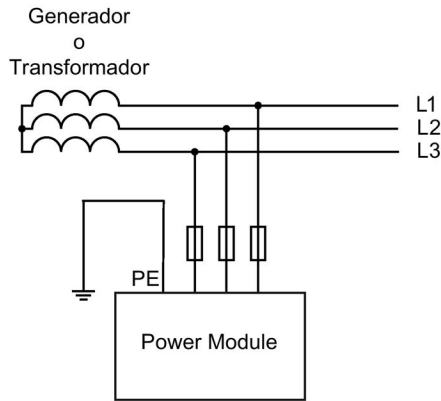 Generador
o
Transformador
L1
L2
L3
PE
Power Module